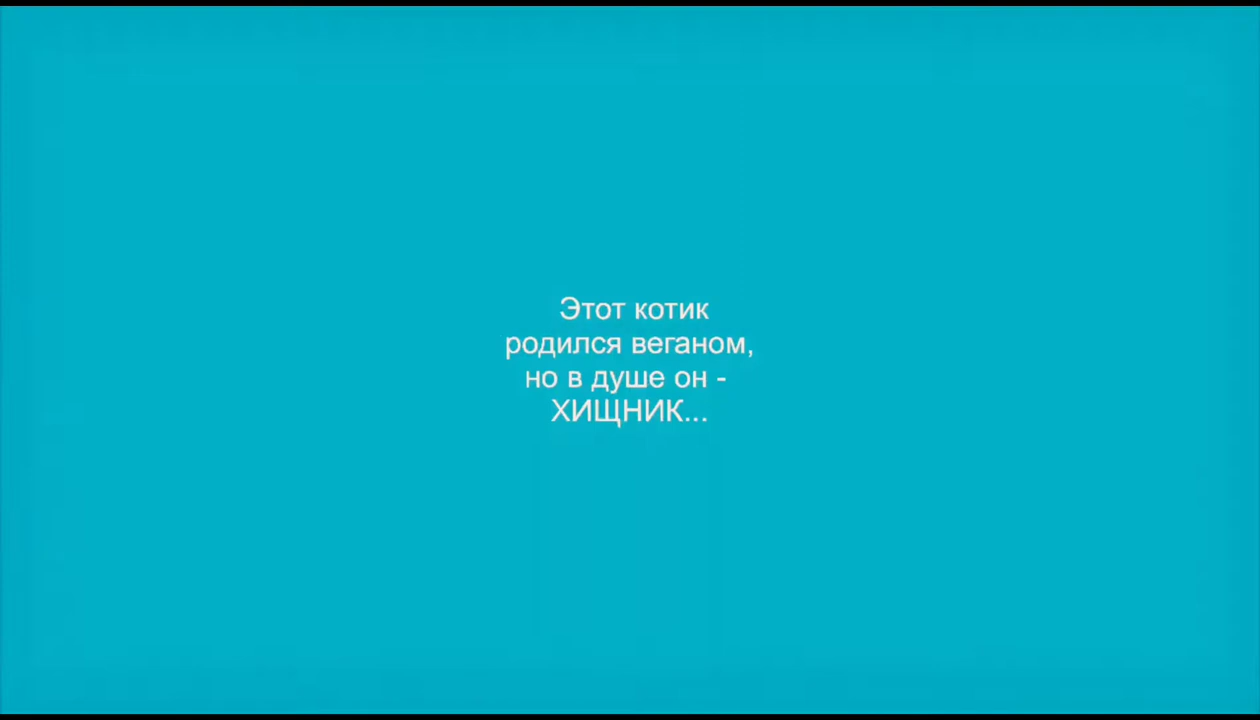 Этот котик
родился веганом,
но в душе он -
ХИЩНИК...